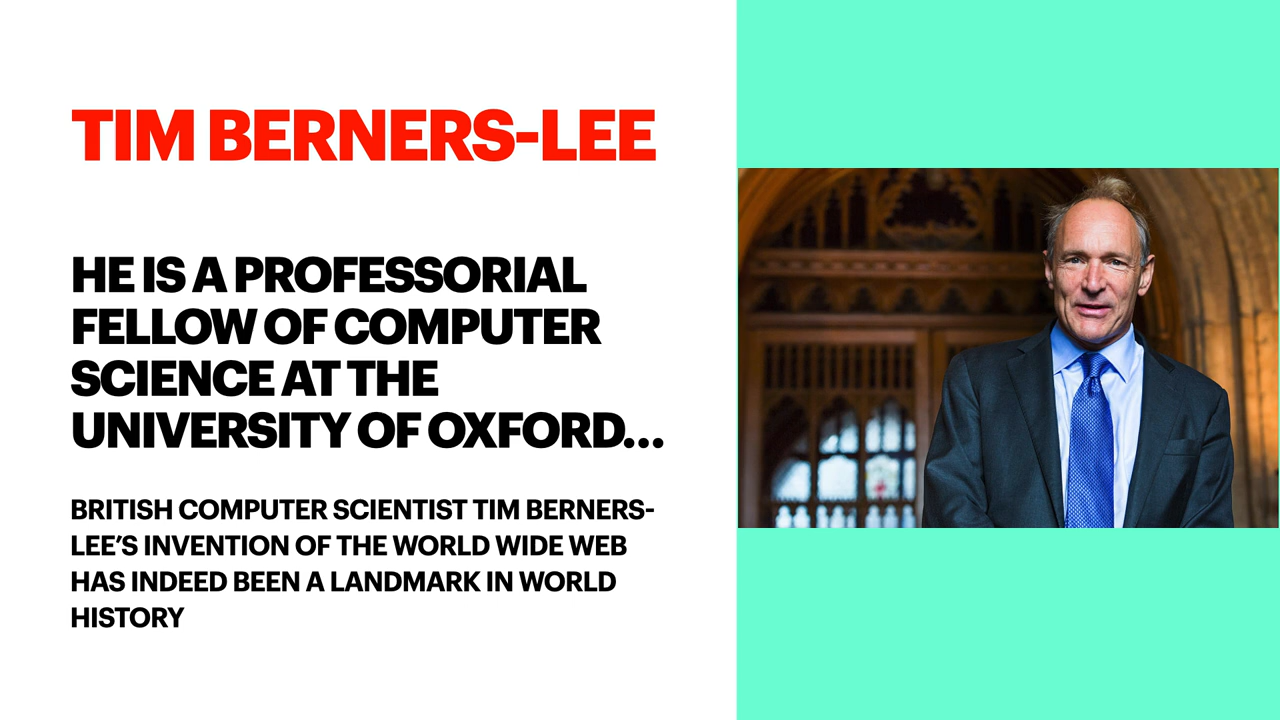 TIM BERNERS-LEE
HE IS A PROFESSORIAL
FELLOW OF COMPUTER
SCIENCE AT THE
UNIVERSITY OF OXFORD...
BRITISH COMPUTER SCIENTIST TIM BERNERS-
LEE’S INVENTION OF THE WORLD WIDE WEB
HAS INDEED BEEN A LANDMARK IN WORLD
HISTORY